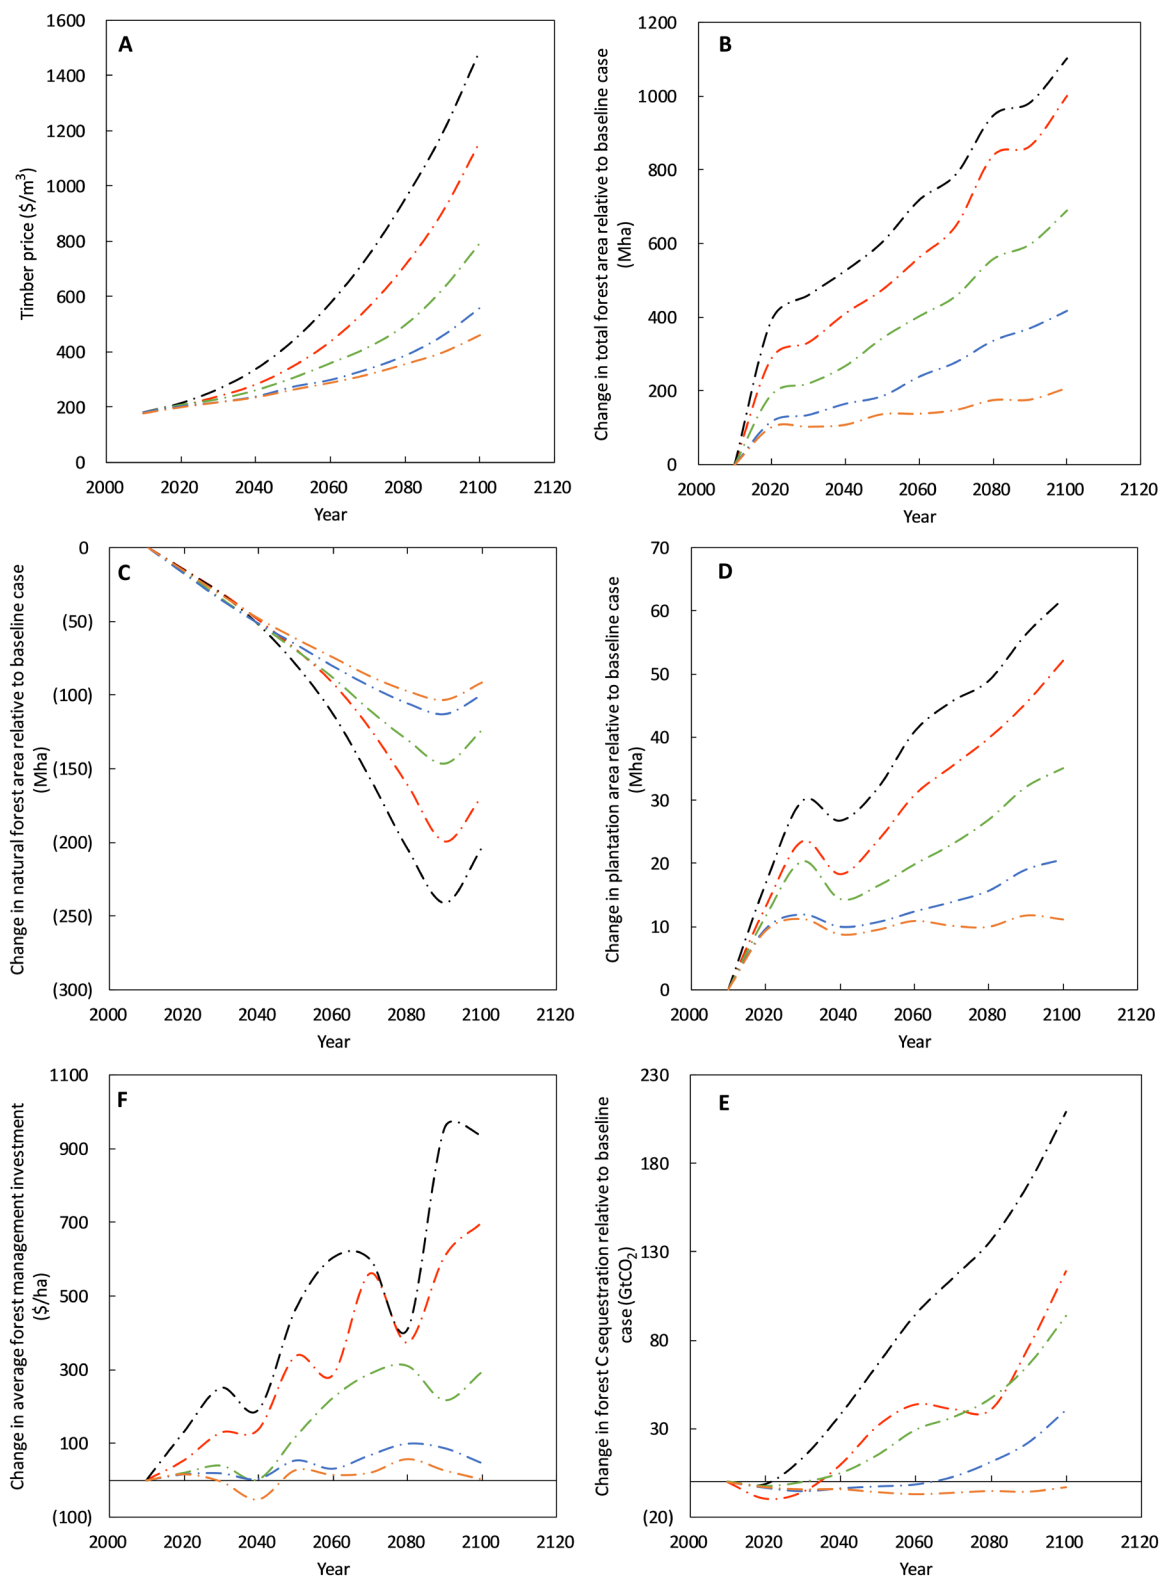 A
Timber price ($/m³)
1600
1400
1200
1000
800
600
400
200
0
2000 2020 2040 2060 2080 2100 2120
Year
B
Change in total forest area relative to baseline case
(Mha)
1200
1000
800
600
400
200
0
2000 2020 2040 2060 2080 2100 2120
Year
C
Change in natural forest area relative to baseline case
(Mha)
0
(50)
(100)
(150)
(200)
(250)
(300)
2000 2020 2040 2060 2080 2100 2120
Year
D
Change in plantation area relative to baseline case
(Mha)
70
60
50
40
30
20
10
0
2000 2020 2040 2060 2080 2100 2120
Year
F
Change in average forest management investment
($/ha)
1100
900
700
500
300
100
(100)
2000 2020 2040 2060 2080 2100 2120
Year
E
Change in forest C sequestration relative to baseline
case (GtCO₂)
230
180
130
80
30
(20)
2000 2020 2040 2060 2080 2100 2120
Year